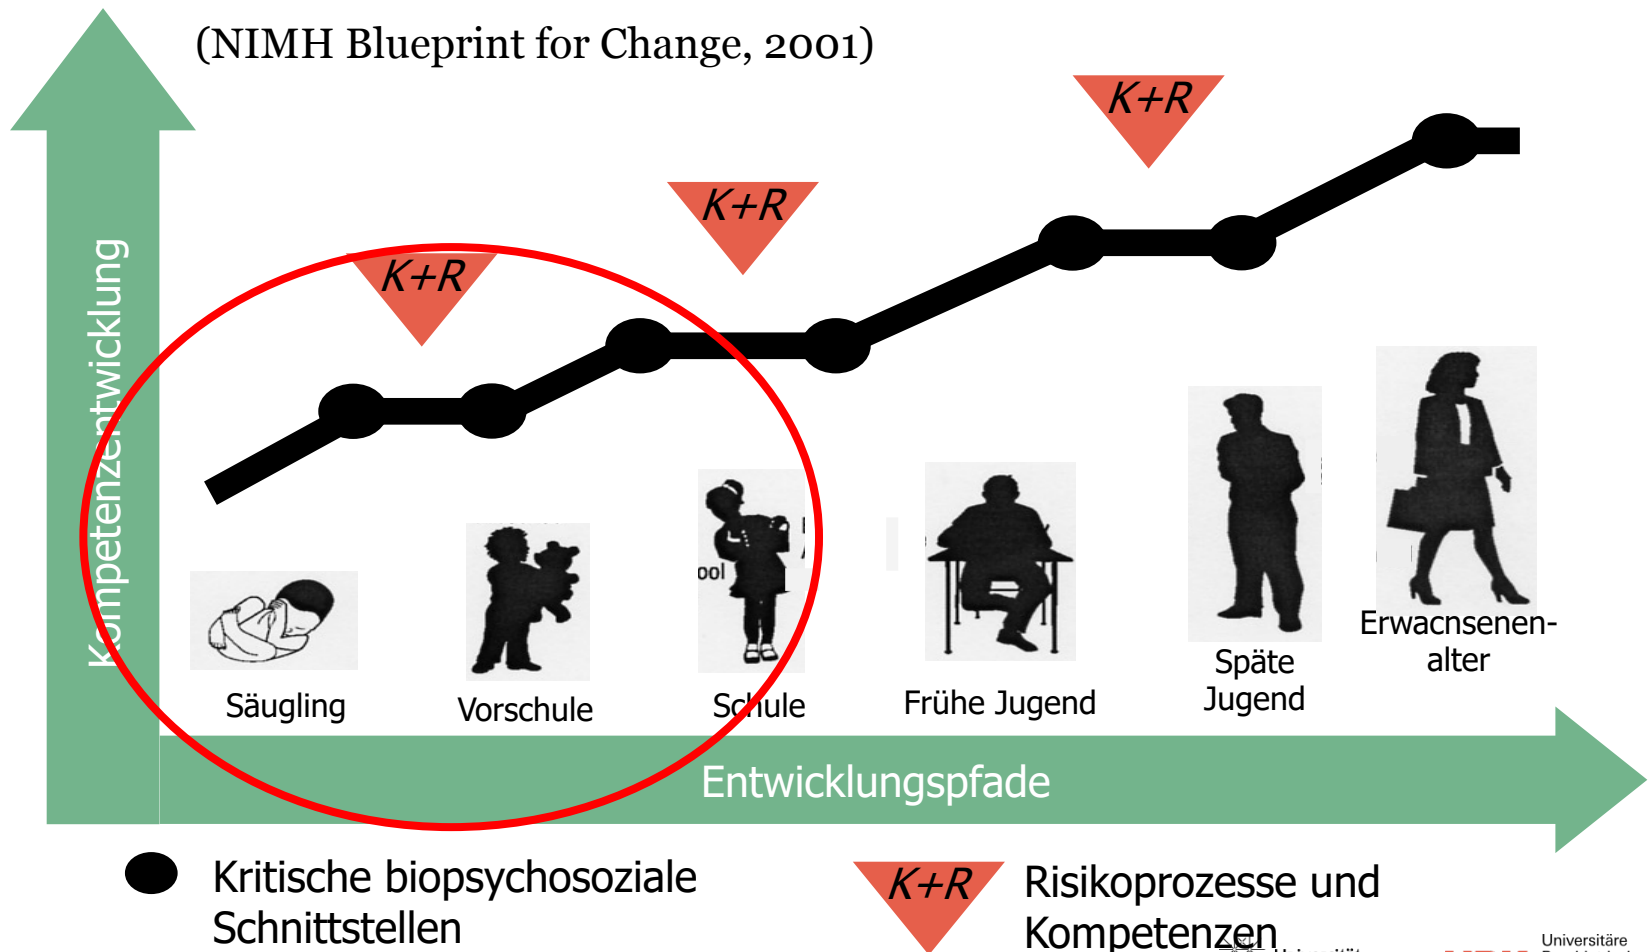 (NIMH Blueprint for Change, 2001)
K+R
K+R
K+R
Kompetenzentwicklung
ool
Säugling
Vorschule
Schule
Frühe Jugend
Späte
Jugend
Erwacnsenen-
alter
Entwicklungspfade
Kritische biopsychosoziale
Schnittstellen
K+R
Risikoprozesse und
Kompetenzen
Universitäre